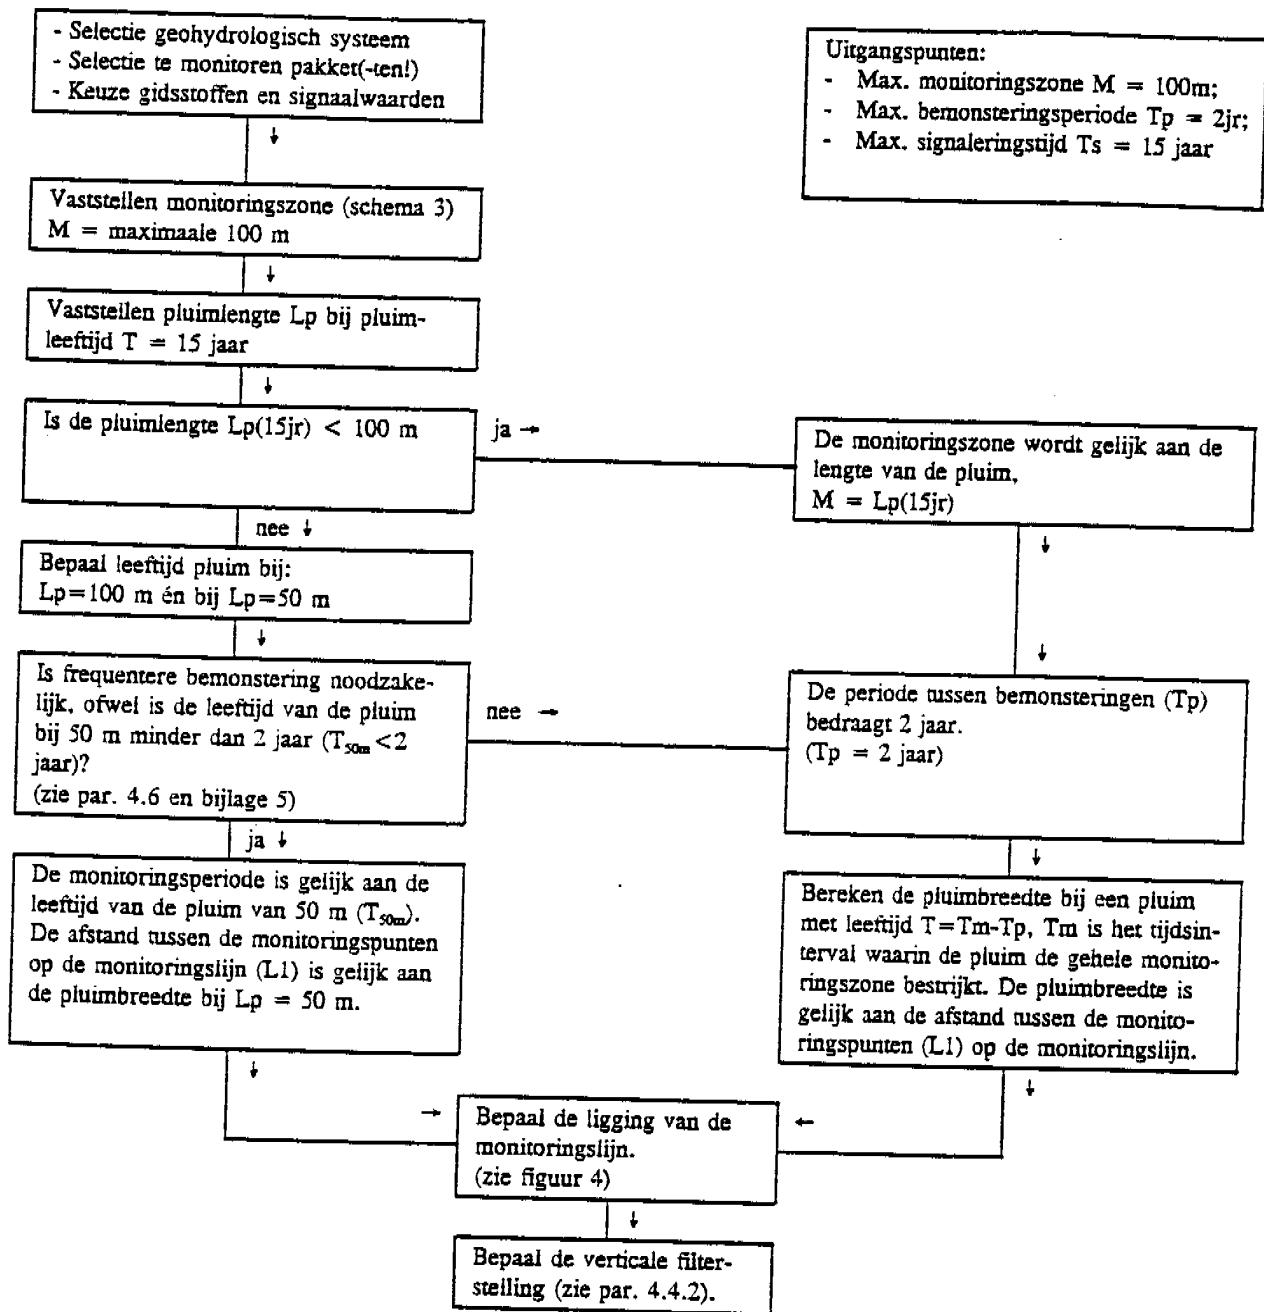 - Selectie geohydrologisch systeem
- Selectie te monitoren pakket(-ten!)
- Keuze gidsstoffen en signaalwaarden
↓
Uitgangspunten:
- Max. monitoringszone M = 100m;
- Max. bemonsteringsperiode Tp = 2jr;
- Max. signaleringstijd Ts = 15 jaar
Vaststellen monitoringszone (schema 3)
M = maximaale 100 m
↓
Vaststellen pluimlengte Lp bij pluim-
leeftijd T = 15 jaar
↓
Is de pluimlengte Lp(15jr) < 100 m
ja →
De monitoringszone wordt gelijk aan de
lengte van de pluim,
M = Lp(15jr)
↓
nee ↓
Bepaal leeftijd pluim bij:
Lp=100 m én bij Lp=50 m
↓
↓
Is frequentere bemonstering noodzake-
lijk, ofwel is de leeftijd van de pluim
bij 50 m minder dan 2 jaar (T50m<2
jaar)?
(zie par. 4.6 en bijlage 5)
nee →
De periode tussen bemonsteringen (Tp)
bedraagt 2 jaar.
(Tp = 2 jaar)
ja ↓
↓
De monitoringsperiode is gelijk aan de
leeftijd van de pluim van 50 m (T50m).
De afstand tussen de monitoringspunten
op de monitoringslijn (L1) is gelijk aan
de pluimbreedte bij Lp = 50 m.
Bereken de pluimbreedte bij een pluim
met leeftijd T=Tm-Tp, Tm is het tijdsin-
terval waarin de pluim de gehele monito-
ringszone bestrijkt. De pluimbreedte is
gelijk aan de afstand tussen de monito-
ringspunten (L1) op de monitoringslijn.
↓
↓
→
←
Bepaal de ligging van de
monitoringslijn.
(zie figuur 4)
↓
Bepaal de verticale filter-
stelling (zie par. 4.4.2).